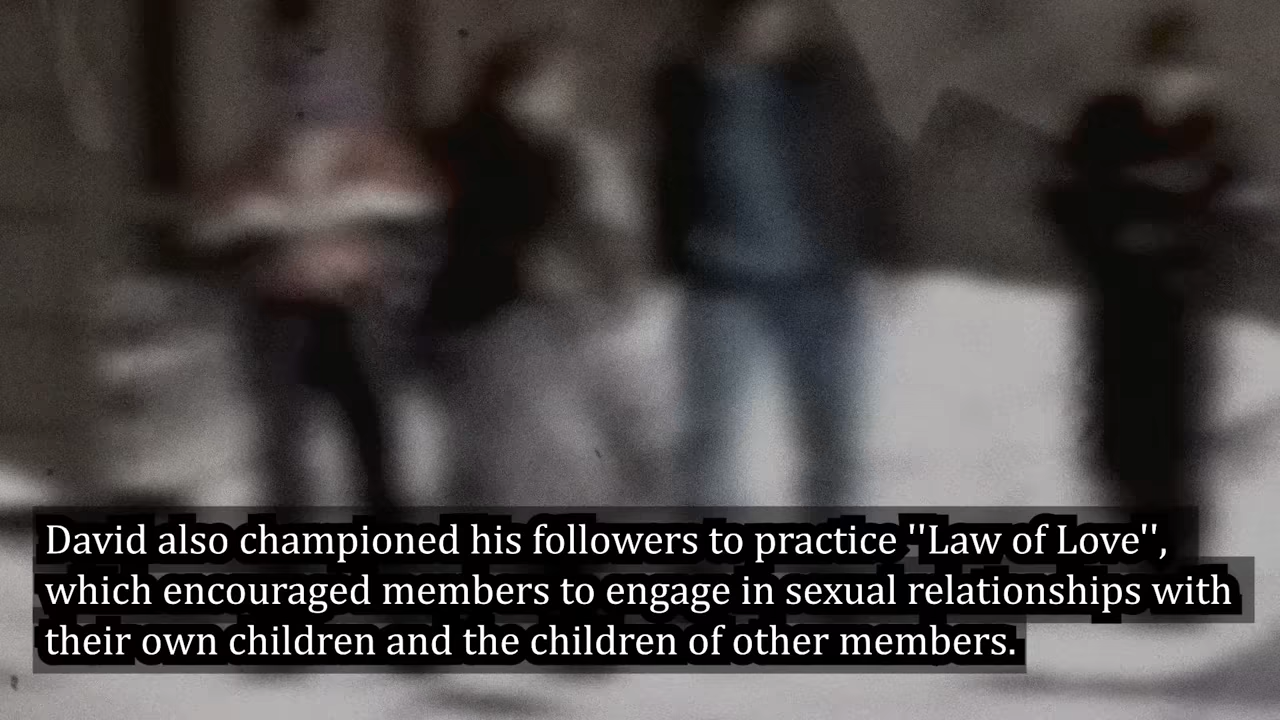 David also championed his followers to practice "Law of Love",
which encouraged members to engage in sexual relationships with
their own children and the children of other members.